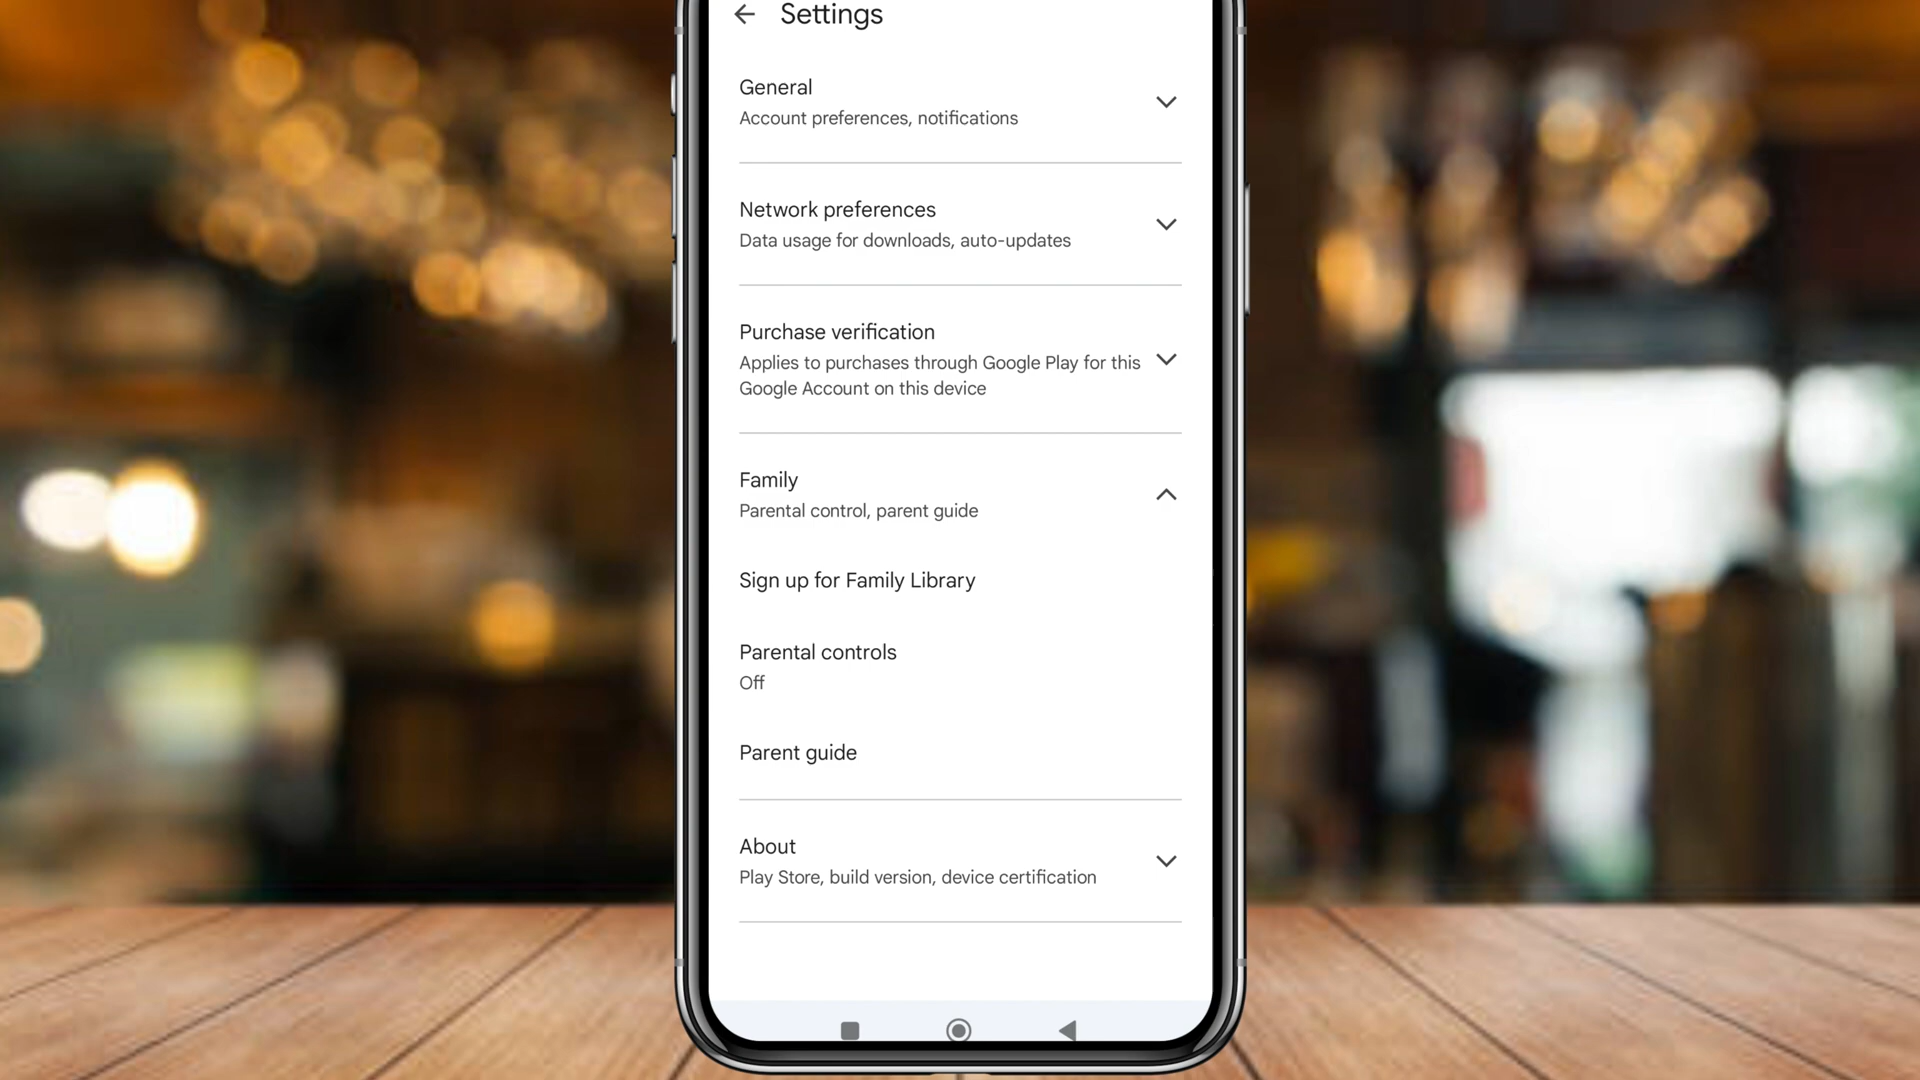 Settings
General
Account preferences, notifications
Network preferences
Data usage for downloads, auto-updates
Purchase verification
Applies to purchases through Google Play for this
Google Account on this device
Family
Parental control, parent guide
Sign up for Family Library
Parental controls
Off
Parent guide
About
Play Store, build version, device certification